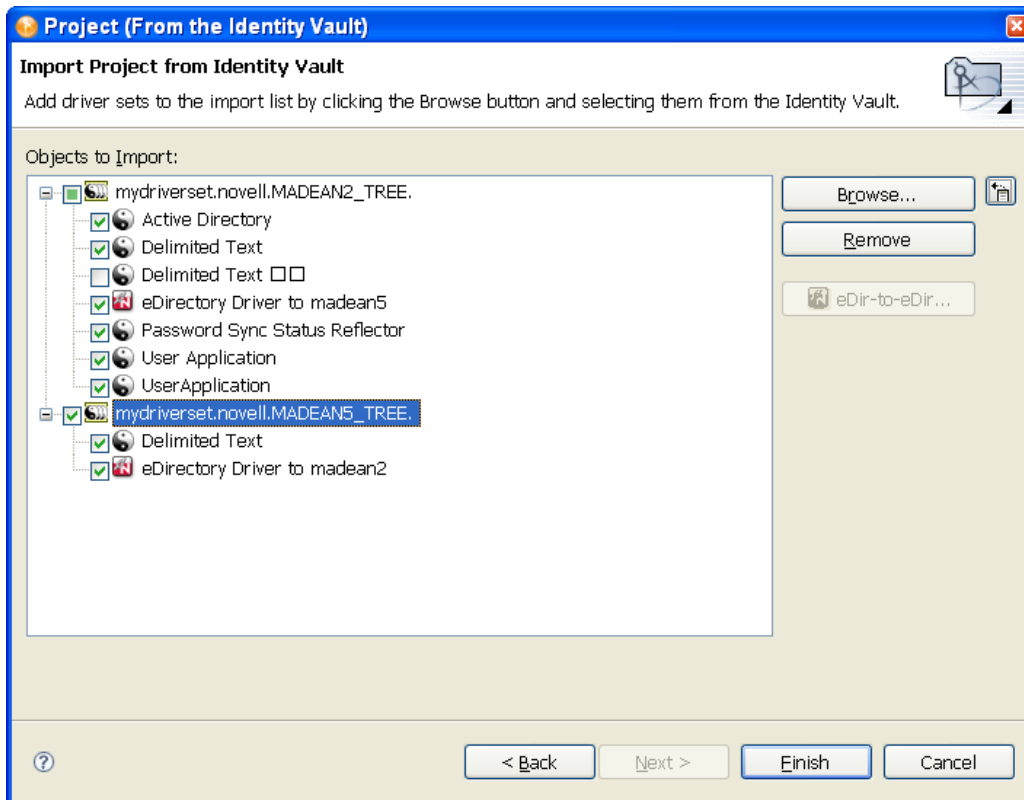 Project (From the Identity Vault)
Import Project from Identity Vault
Add driver sets to the import list by clicking the Browse button and selecting them from the Identity Vault.
Objects to Import:
mydriverset.novell.MADEAN2_TREE.
Active Directory
Delimited Text
Delimited Text □□
eDirectory Driver to madean5
Password Sync Status Reflector
User Application
UserApplication
mydriverset.novell.MADEAN5_TREE.
Delimited Text
eDirectory Driver to madean2
Browse...
Remove
eDir-to-eDir...
< Back
Next >
Finish
Cancel